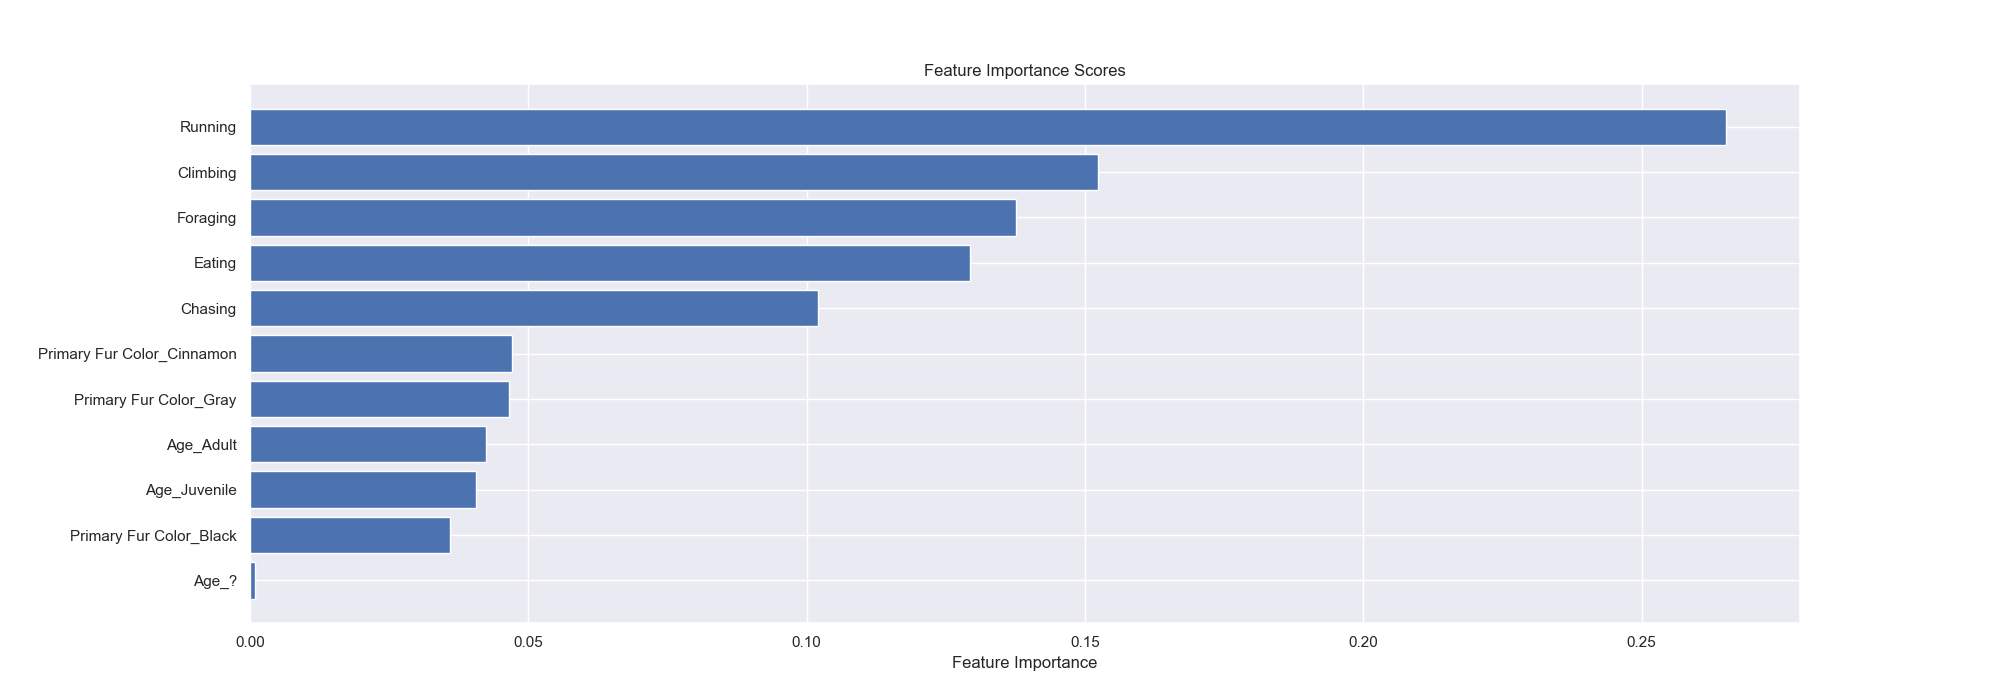 Feature Importance Scores
Running
Climbing
Foraging
Eating
Chasing
Primary Fur Color_Cinnamon
Primary Fur Color_Gray
Age_Adult
Age_Juvenile
Primary Fur Color_Black
Age_?
0.00 0.05 0.10 0.15 0.20 0.25
Feature Importance